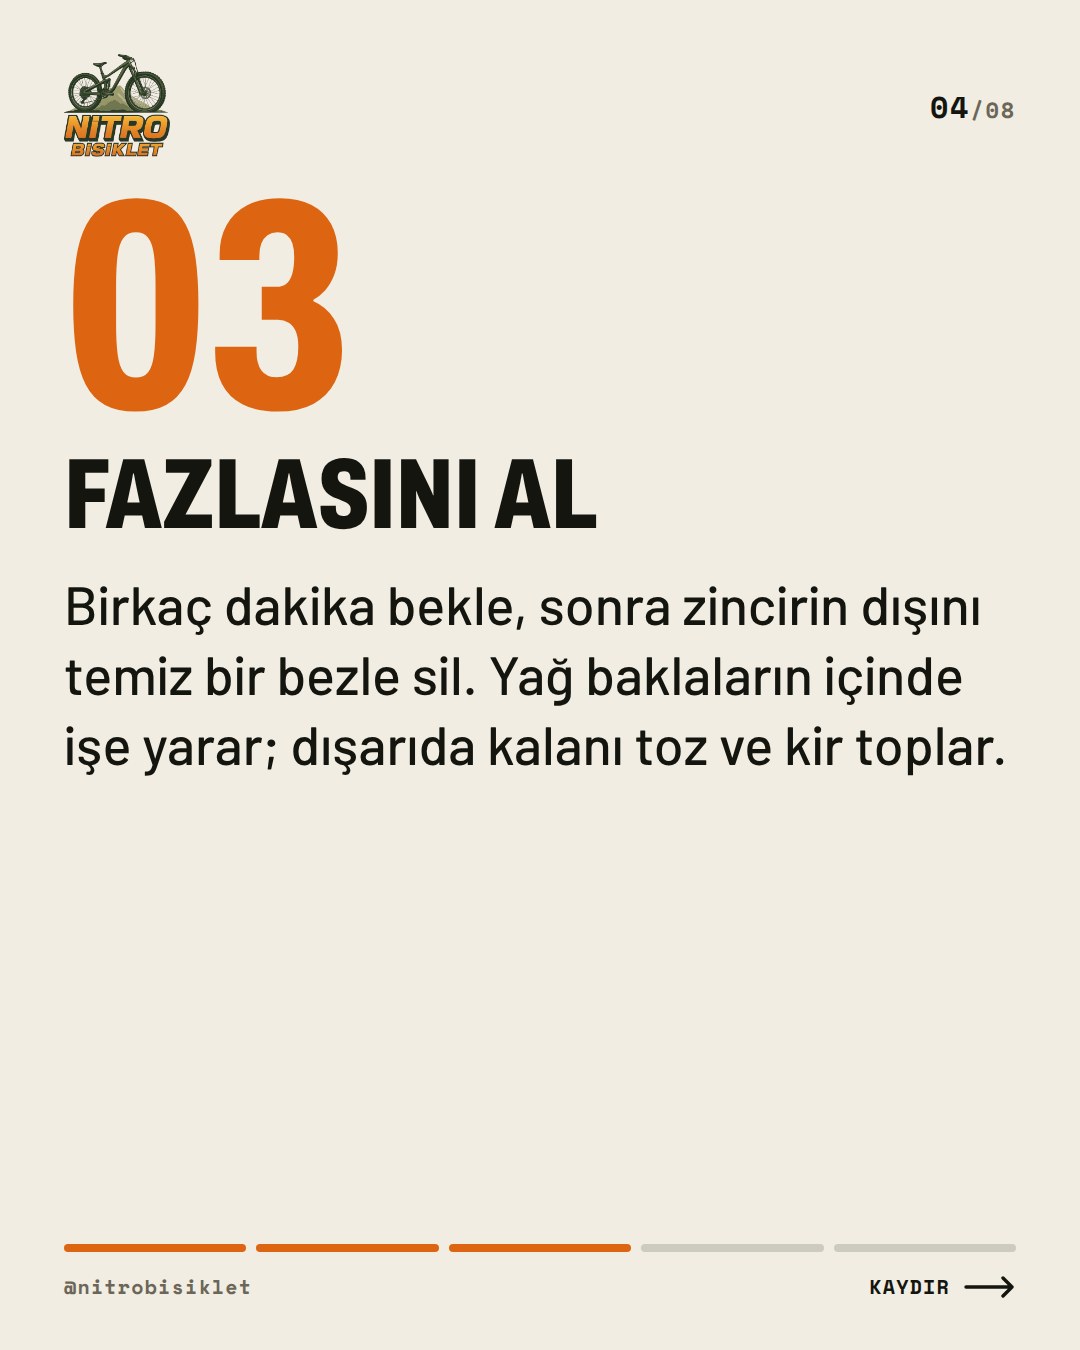 NiTRO
BISIKLET
04/08
03
FAZLASINI AL
Birkaç dakika bekle, sonra zincirin dışını
temiz bir bezle sil. Yağ baklaların içinde
işe yarar; dışarıda kalanı toz ve kir toplar.
@nitrobisiklet
KAYDIR